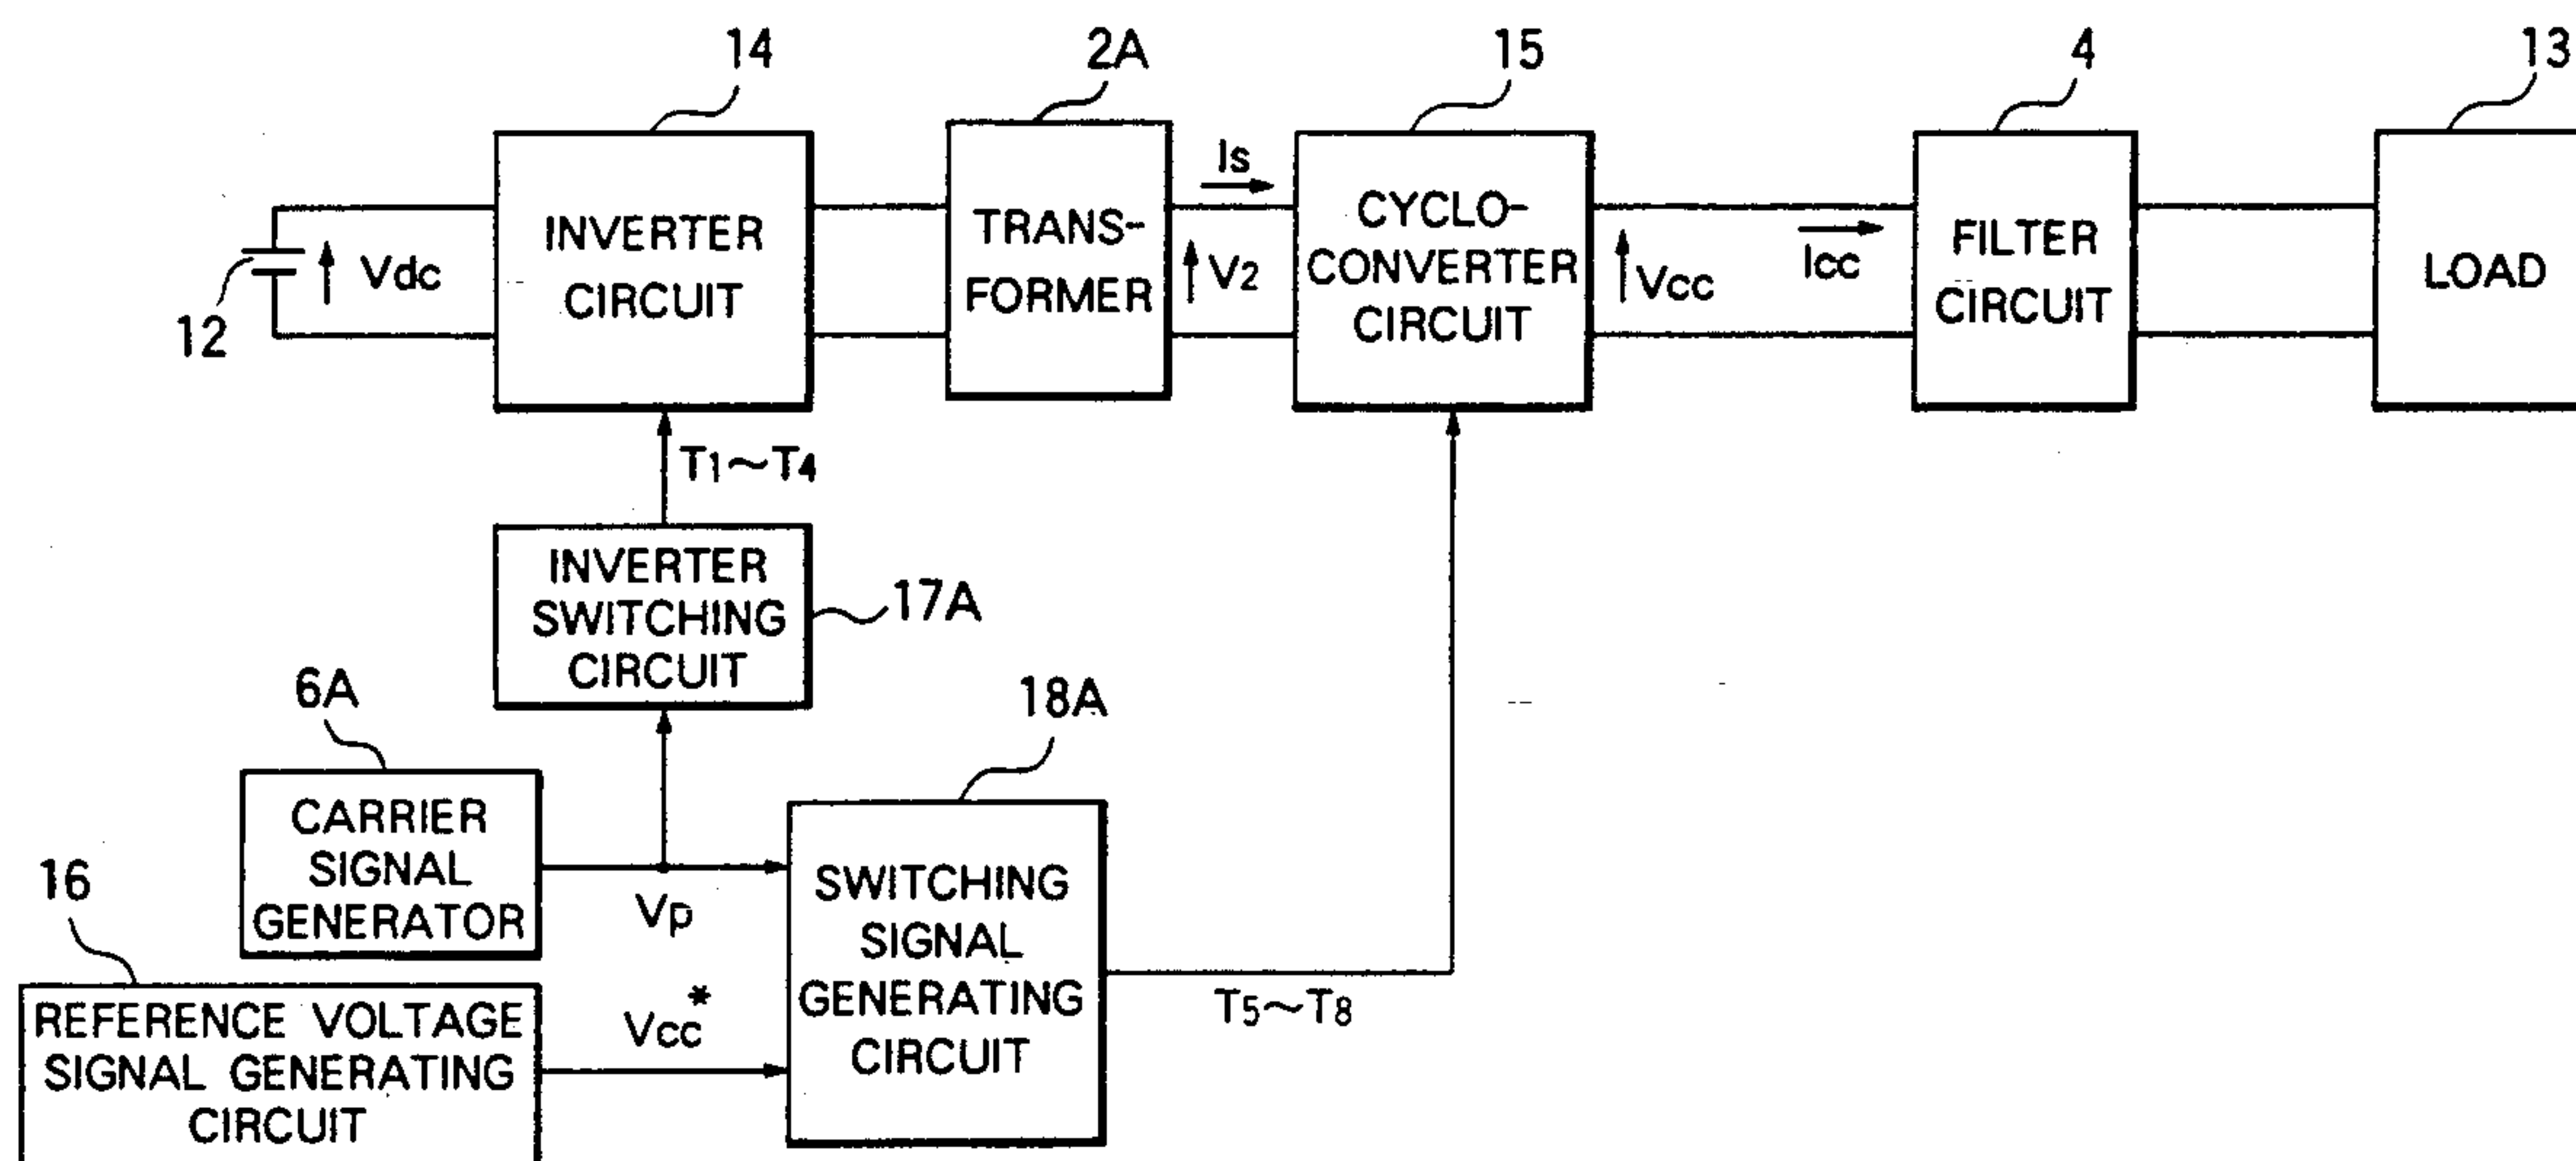 14
2A
15
4
13
Is
INVERTER
CIRCUIT
TRANS-
FORMER
CYCLO-
CONVERTER
CIRCUIT
FILTER
CIRCUIT
LOAD
12
Vdc
V2
Vcc
Icc
T1~T4
INVERTER
SWITCHING
CIRCUIT
17A
6A
18A
CARRIER
SIGNAL
GENERATOR
Vp
16
SWITCHING
SIGNAL
GENERATING
CIRCUIT
REFERENCE VOLTAGE
SIGNAL GENERATING
CIRCUIT
Vcc*
T5~T8